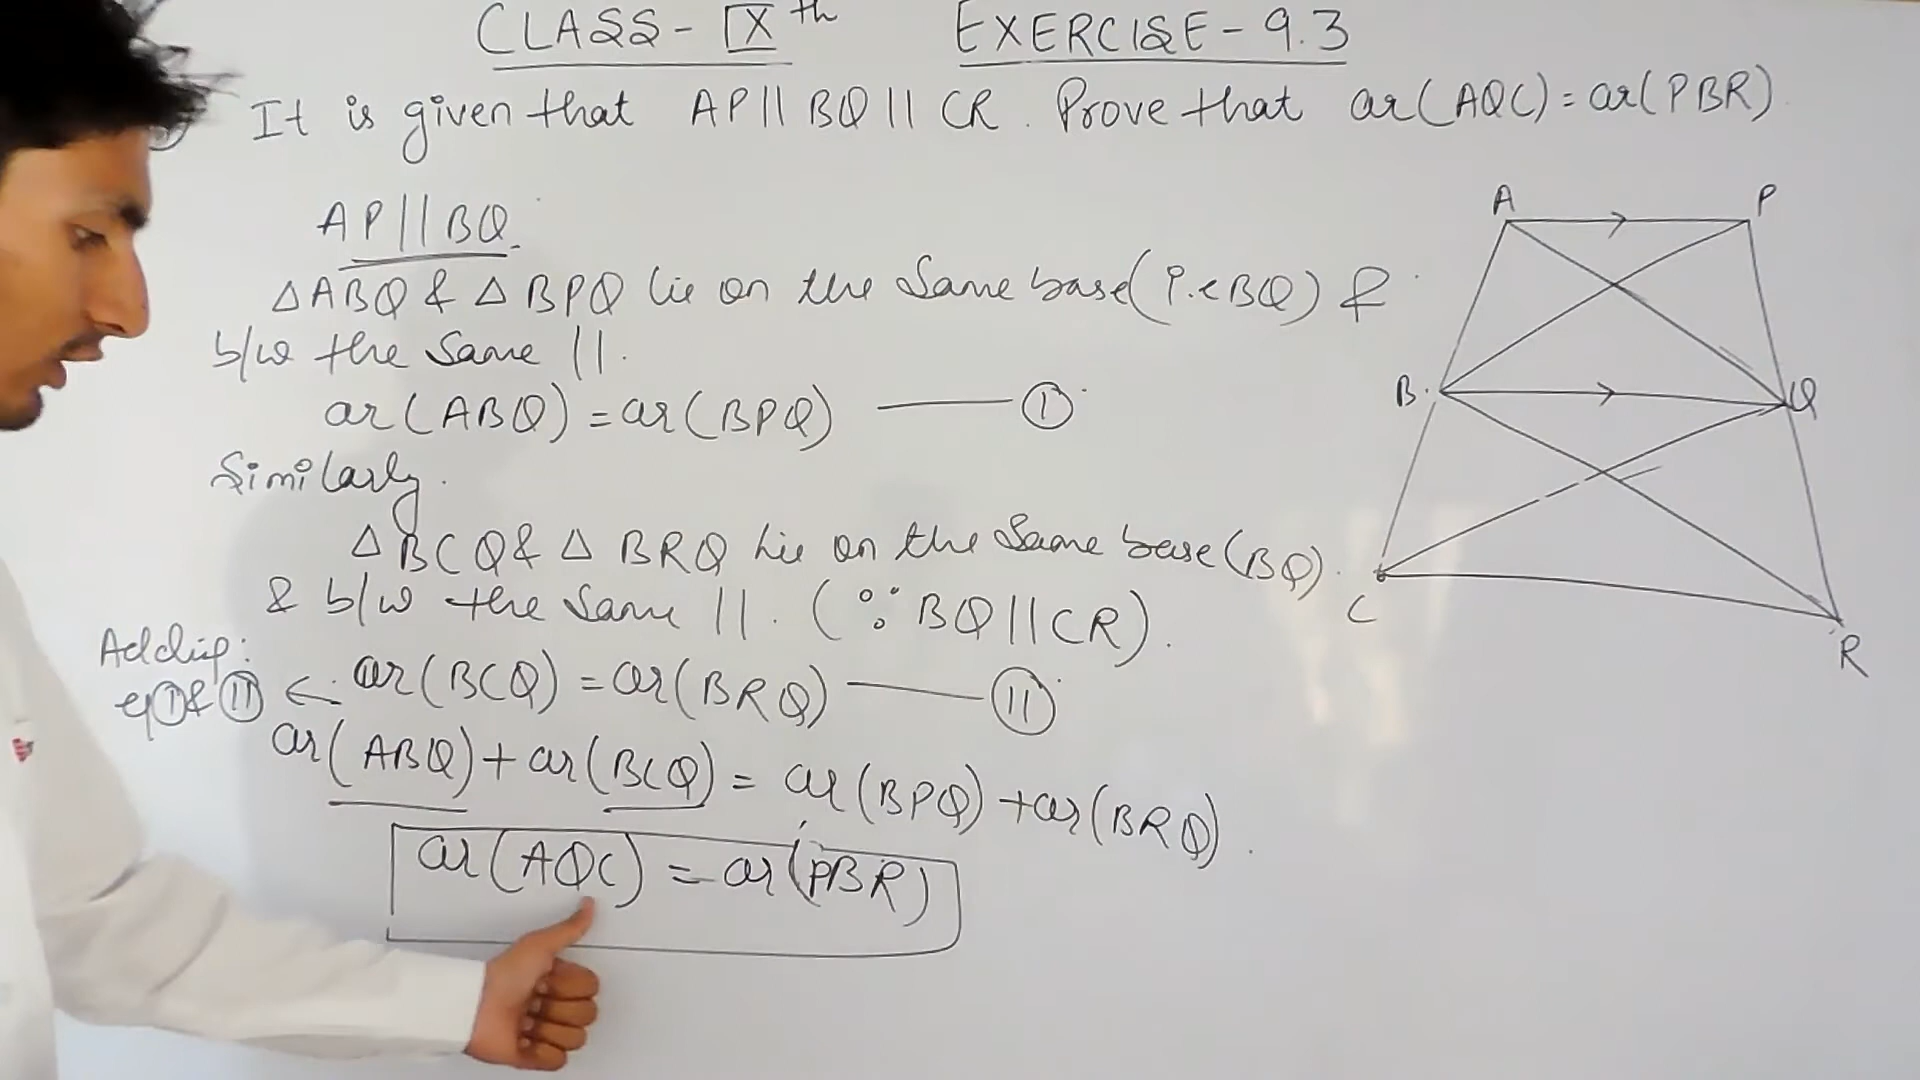 CLASS - IXth EXERCISE - 9.3
It is given that AP || BQ || CR. Prove that ar(AQC) = ar(PBR)
AP || BQ.
△ABQ & △BPQ lie on the same base (i.e BQ) &
b/w the same ||.
ar(ABQ) = ar(BPQ) —— I
Similarly.
△BCQ & △BRQ lie on the same base (BQ).
& b/w the same ||. (∵ BQ || CR).
Adding:
eq I & II ← ar(BCQ) = ar(BRQ) —— II
ar(ABQ) + ar(BCQ) = ar(BPQ) + ar(BRQ).
ar(AQC) = ar(PBR)
A P
B Q
C R